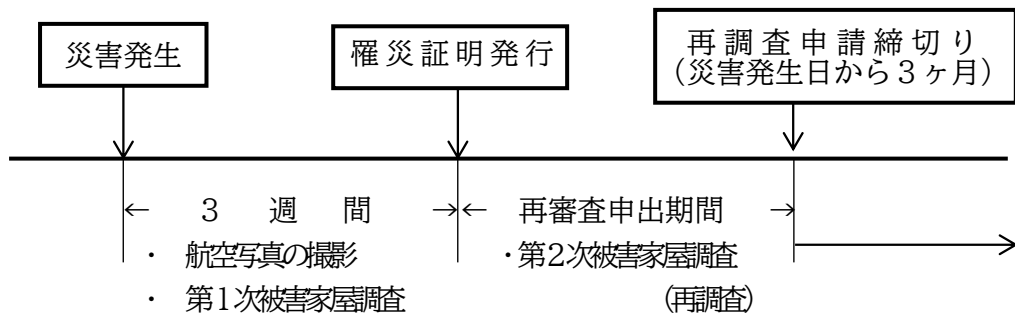 災害発生
罹災証明発行
再調査申請締切り
（災害発生日から３ヶ月）
← ３ 週 間 →← 再審査申出期間 →
・ 航空写真の撮影
・第２次被害家屋調査
・ 第１次被害家屋調査
（再調査）